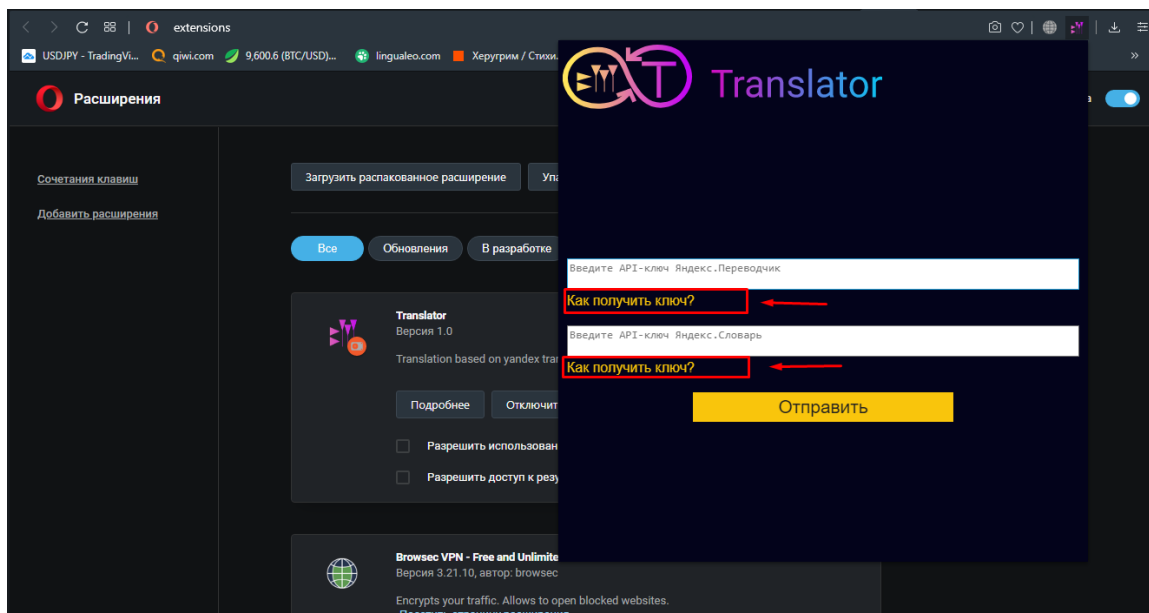 extensions
USDJPY - TradingVi...
qiwi.com
9,600.6 (BTC/USD)...
lingualeo.com
Херугрим / Стихи.
»
Расширения
Translator
Сочетания клавиш
Добавить расширения
Загрузить распакованное расширение
Все
Обновления
В разработке
Введите API-ключ Яндекс.Переводчик
Как получить ключ?
Введите API-ключ Яндекс.Словарь
Как получить ключ?
Отправить
Translator
Версия 1.0
Translation based on yandex
Подробнее
Отключит
Разрешить использован
Разрешить доступ к
Browsec VPN - Free and Unlimite
Версия 3.21.10, автор: browsec
Encrypts your traffic. Allows to open blocked websites.